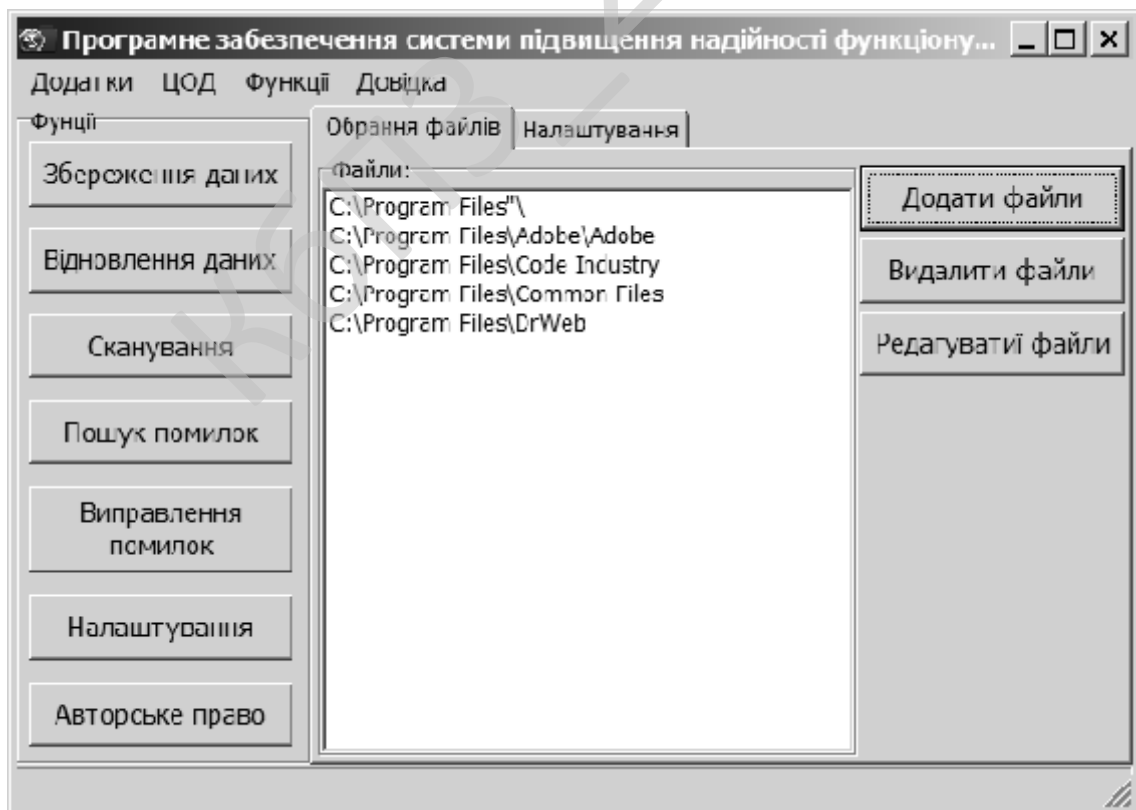 Програмне забезпечення системи підвищення надійності функціону...
Додатки ЦОД Функції Довідка
Фунції
Збереження даних
Відновлення даних
Сканування
Пошук помилок
Виправлення
помилок
Налаштування
Авторське право
Обрання файлів Налаштування
Файли:
C:\Program Files"\
C:\Program Files\Adobe\Adobe
C:\Program Files\Code Industry
C:\Program Files\Common Files
C:\Program Files\DrWeb
Додати файли
Видалити файли
Редагуватиї файли